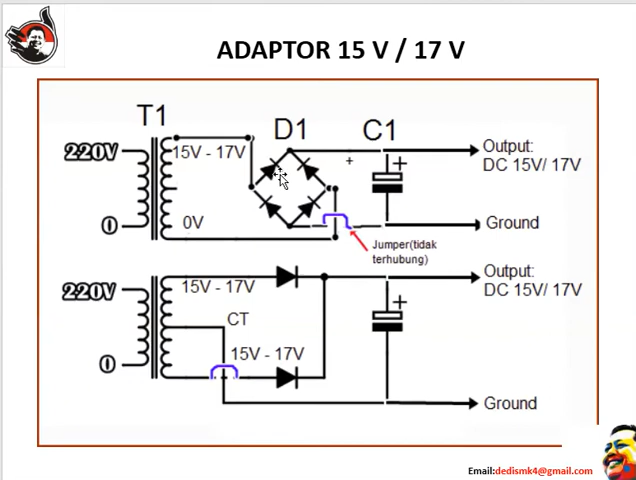 ADAPTOR 15 V / 17 V
T1
D1
C1
220V
15V - 17V
+
+
Output:
DC 15V/ 17V
0
0V
Ground
Jumper(tidak
terhubung)
220V
15V - 17V
Output:
DC 15V/ 17V
+
CT
15V - 17V
0
Ground
Email:dedismk4@gmail.com